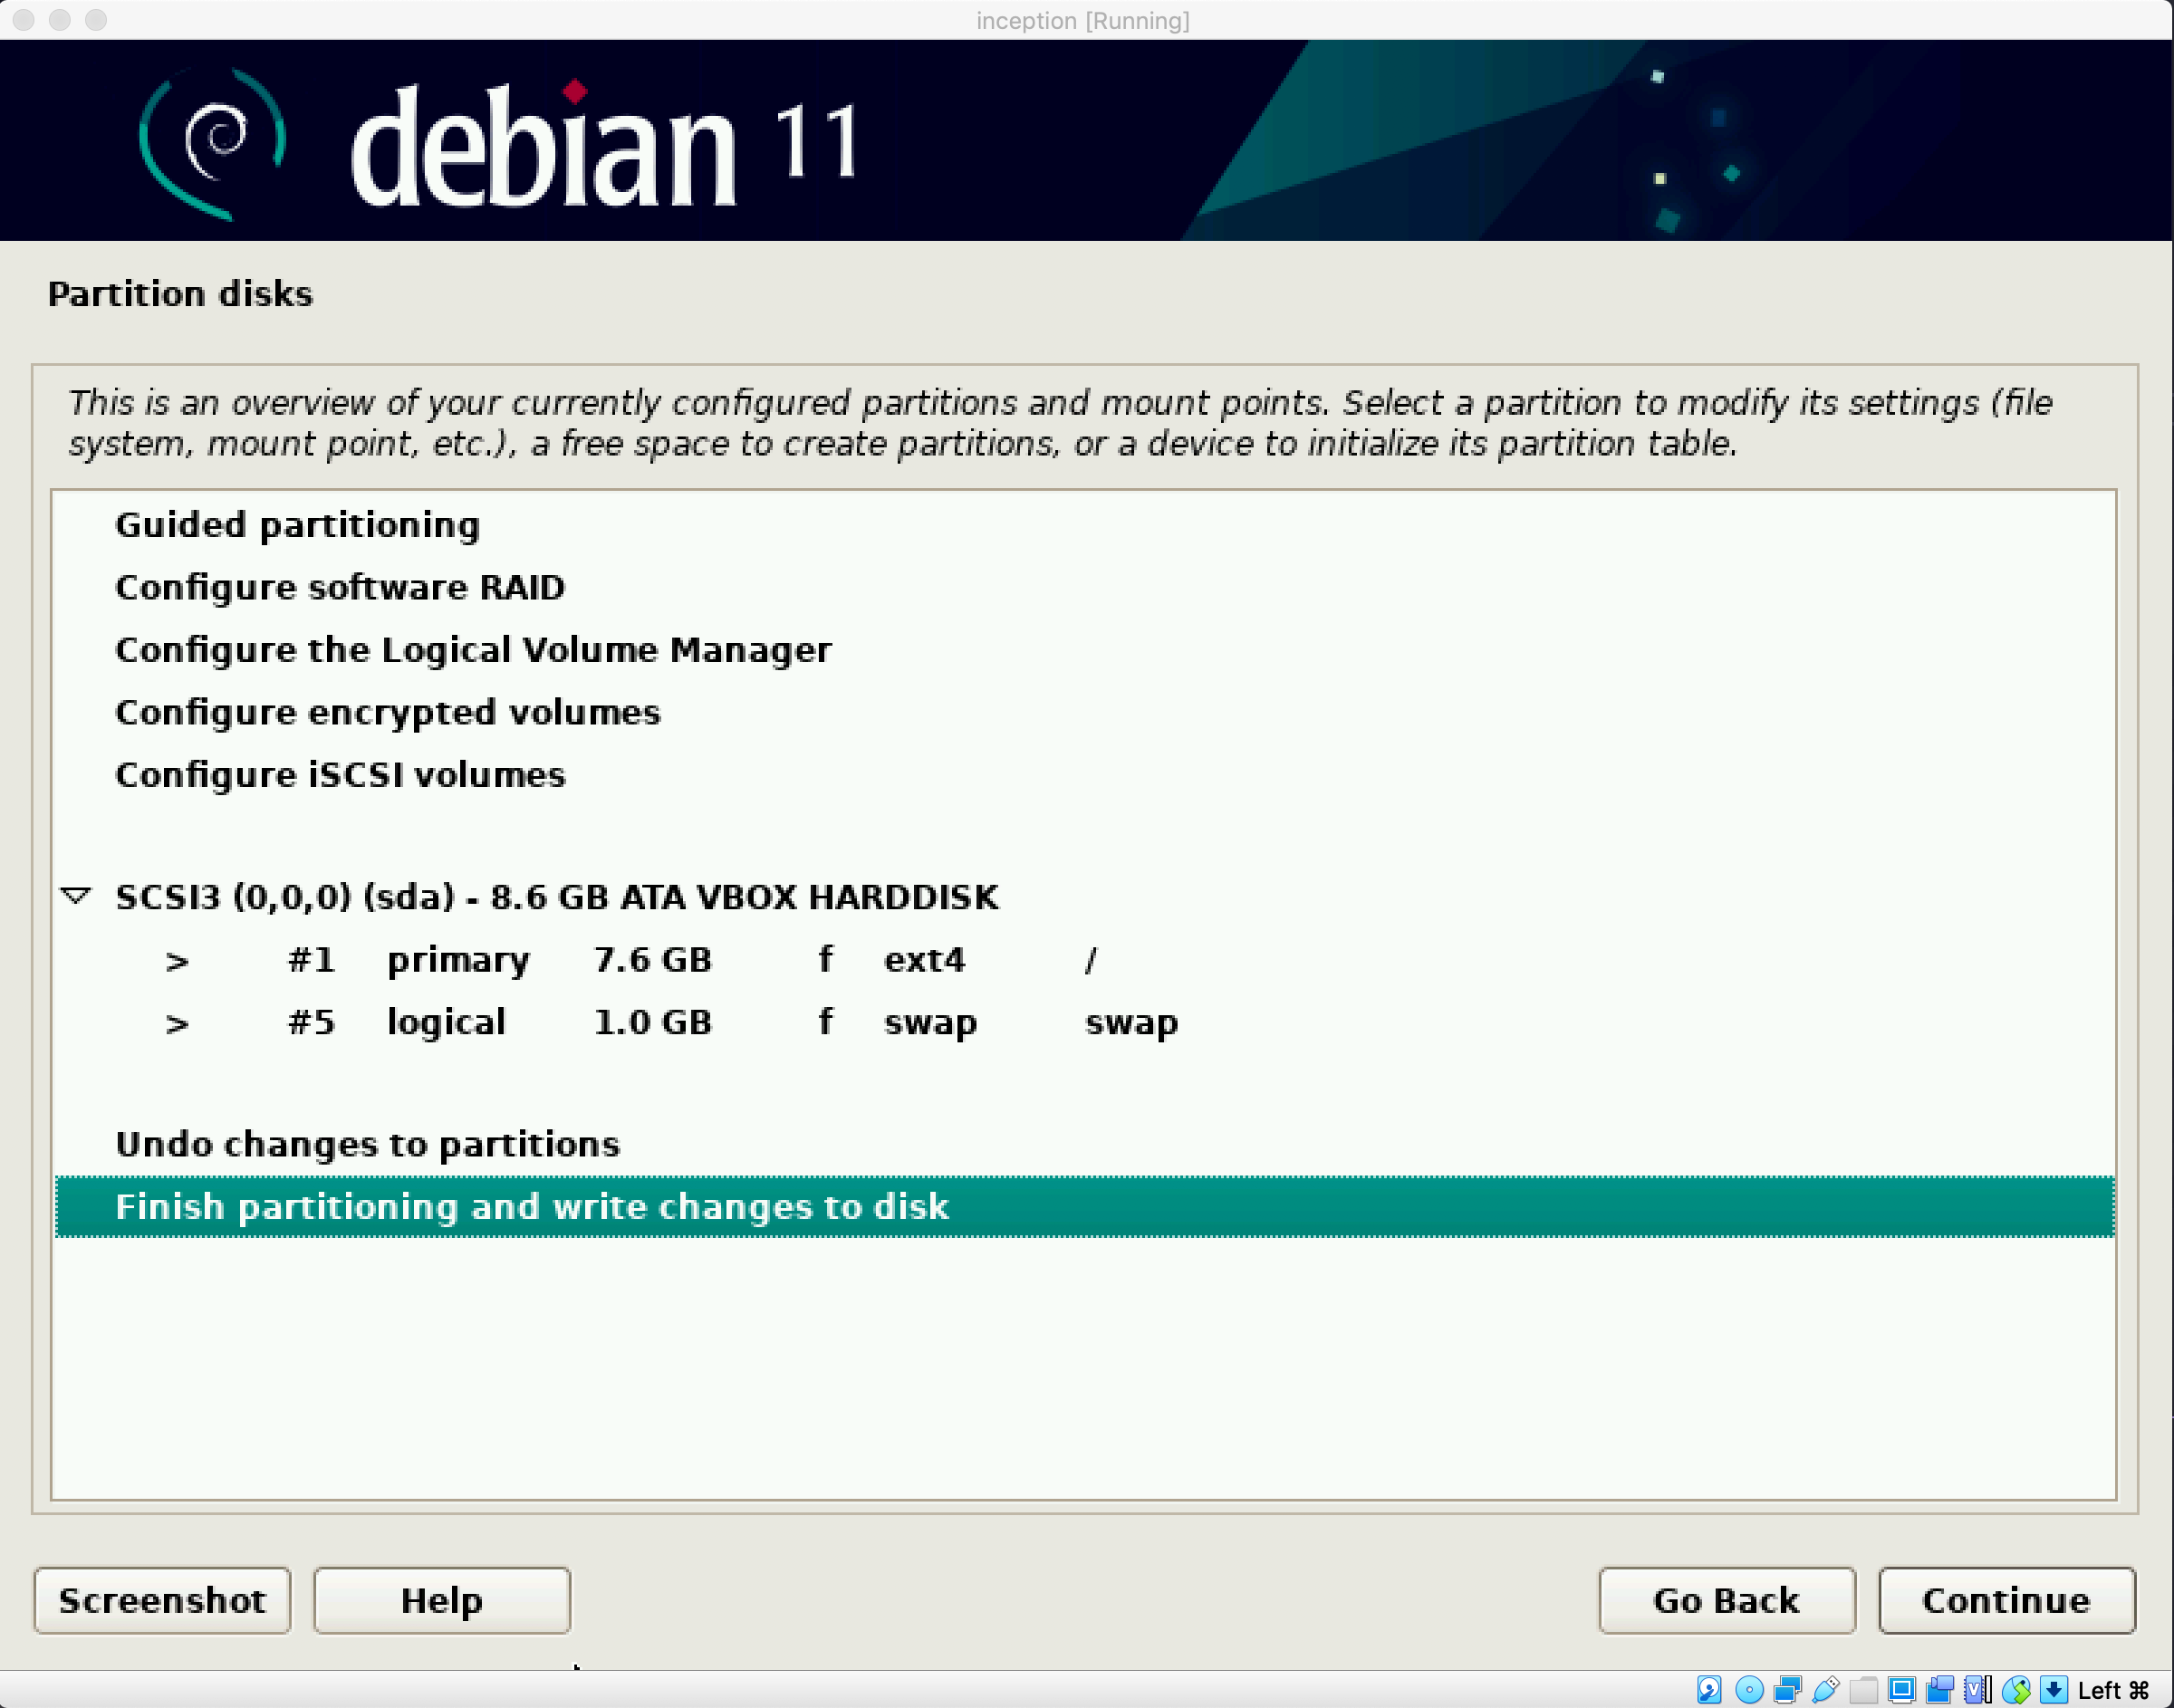 inception [Running]
debian 11
Partition disks
This is an overview of your currently configured partitions and mount points. Select a partition to modify its settings (file
system, mount point, etc.), a free space to create partitions, or a device to initialize its partition table.
Guided partitioning
Configure software RAID
Configure the Logical Volume Manager
Configure encrypted volumes
Configure iSCSI volumes
SCSI3 (0,0,0) (sda) - 8.6 GB ATA VBOX HARDDISK
> #1 primary 7.6 GB f ext4 /
> #5 logical 1.0 GB f swap swap
Undo changes to partitions
Finish partitioning and write changes to disk
Screenshot Help Go Back Continue
Left ⌘